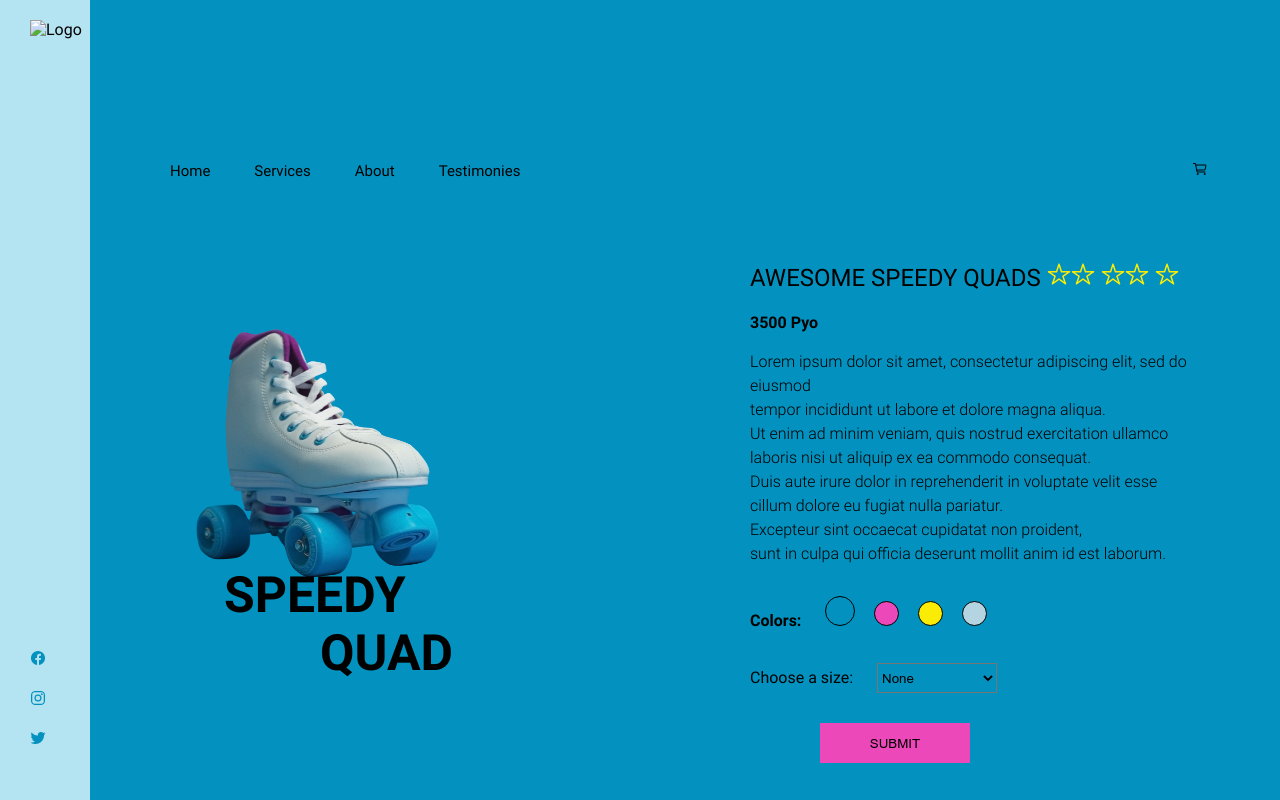 Logo
Home Services About Testimonies
AWESOME SPEEDY QUADS
3500 Pyo
Lorem ipsum dolor sit amet, consectetur adipiscing elit, sed do
eiusmod
tempor incididunt ut labore et dolore magna aliqua.
Ut enim ad minim veniam, quis nostrud exercitation ullamco
laboris nisi ut aliquip ex ea commodo consequat.
Duis aute irure dolor in reprehenderit in voluptate velit esse
cillum dolore eu fugiat nulla pariatur.
Excepteur sint occaecat cupidatat non proident,
sunt in culpa qui officia deserunt mollit anim id est laborum.
SPEEDY
QUAD
Colors:
Choose a size: None
SUBMIT